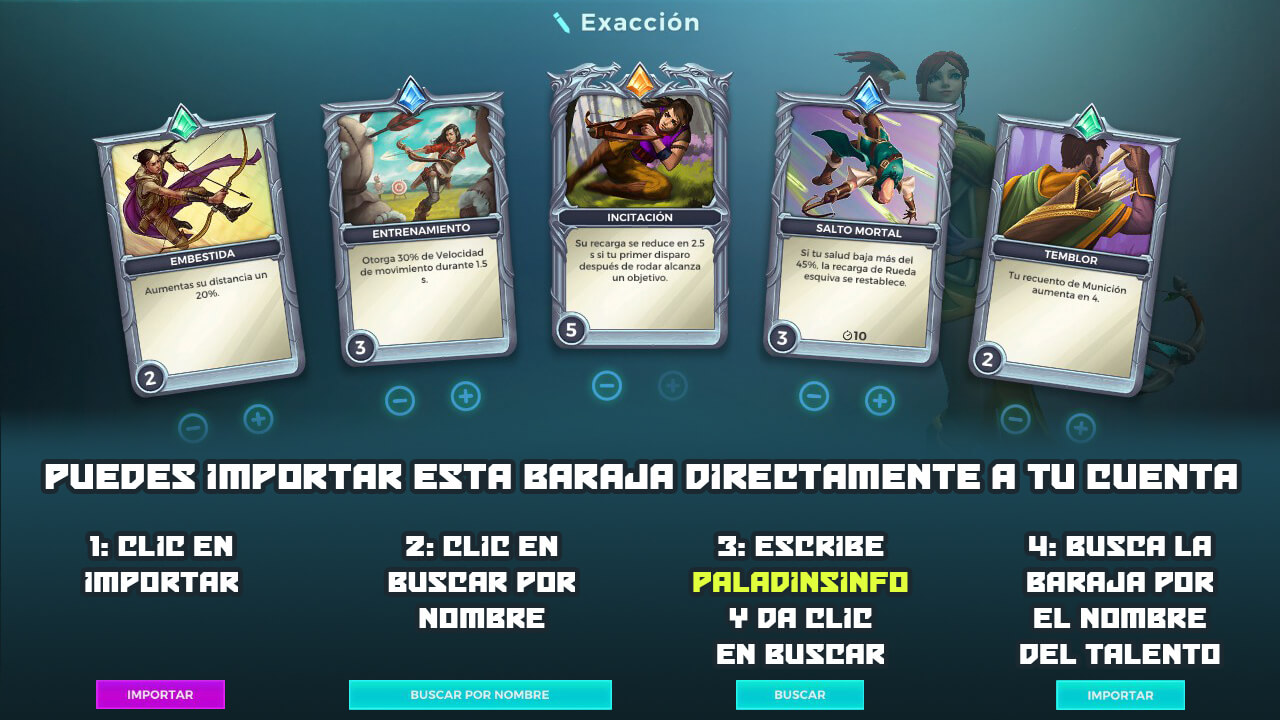 Exacción
EMBESTIDA
Aumentas su distancia un
20%.
2
ENTRENAMIENTO
Otorga 30% de Velocidad
de movimiento durante 1.5
s.
3
INCITACIÓN
Su recarga se reduce en 2.5
s si tu primer disparo
después de rodar alcanza
un objetivo.
5
SALTO MORTAL
Si tu salud baja más del
45%, la recarga de Rueda
esquiva se restablece.
10
3
TEMBLOR
Tu recuento de Munición
aumenta en 4.
2
PUEDES IMPORTAR ESTA BARAJA DIRECTAMENTE A TU CUENTA
1: CLIC EN
IMPORTAR
IMPORTAR
2: CLIC EN
BUSCAR POR
NOMBRE
BUSCAR POR NOMBRE
3: ESCRIBE
PALADINSINFO
Y DA CLIC
EN BUSCAR
BUSCAR
4: BUSCA LA
BARAJA POR
EL NOMBRE
DEL TALENTO
IMPORTAR